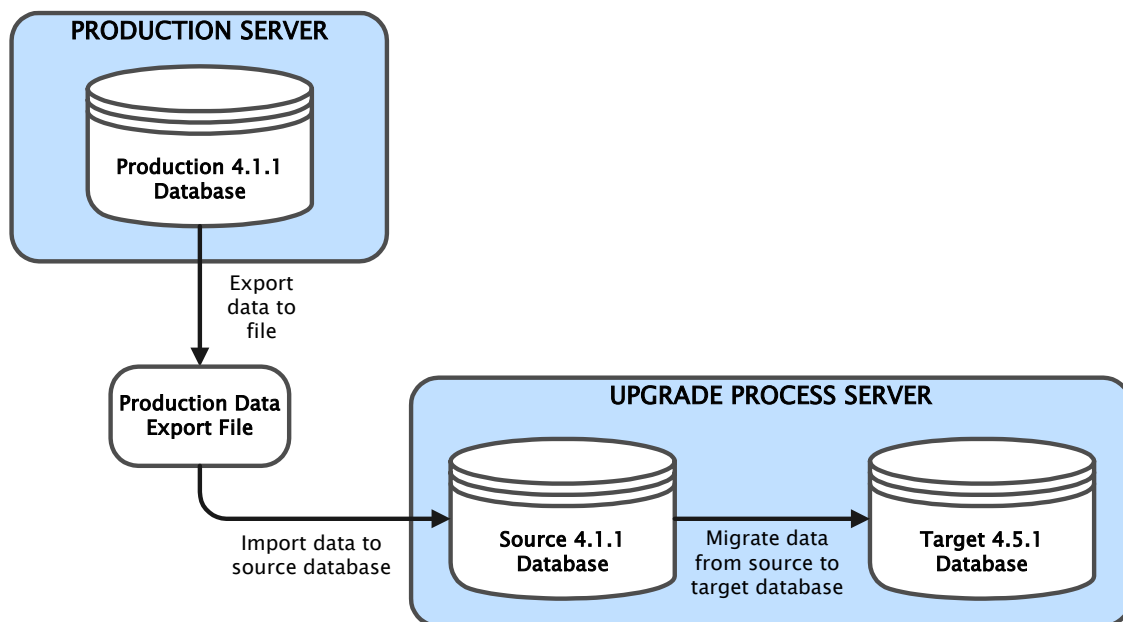 PRODUCTION SERVER
Production 4.1.1
Database
Export
data to
file
Production Data
Export File
UPGRADE PROCESS SERVER
Import data to
source database
Source 4.1.1
Database
Migrate data
from source to
target database
Target 4.5.1
Database